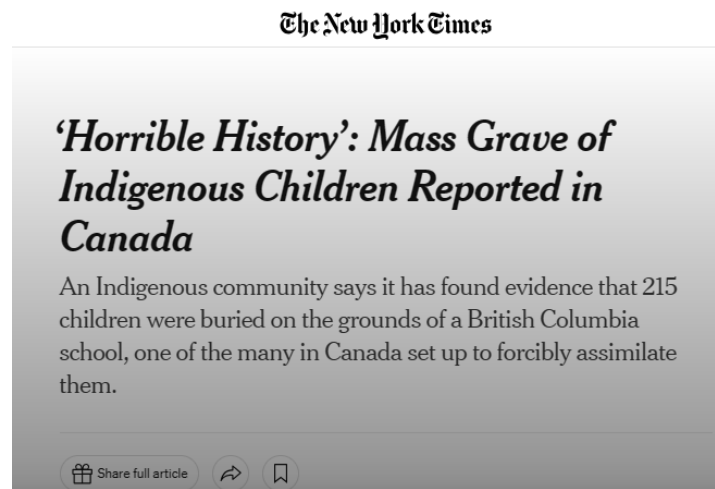 The New York Times
‘Horrible History’: Mass Grave of
Indigenous Children Reported in
Canada
An Indigenous community says it has found evidence that 215
children were buried on the grounds of a British Columbia
school, one of the many in Canada set up to forcibly assimilate
them.
Share full article